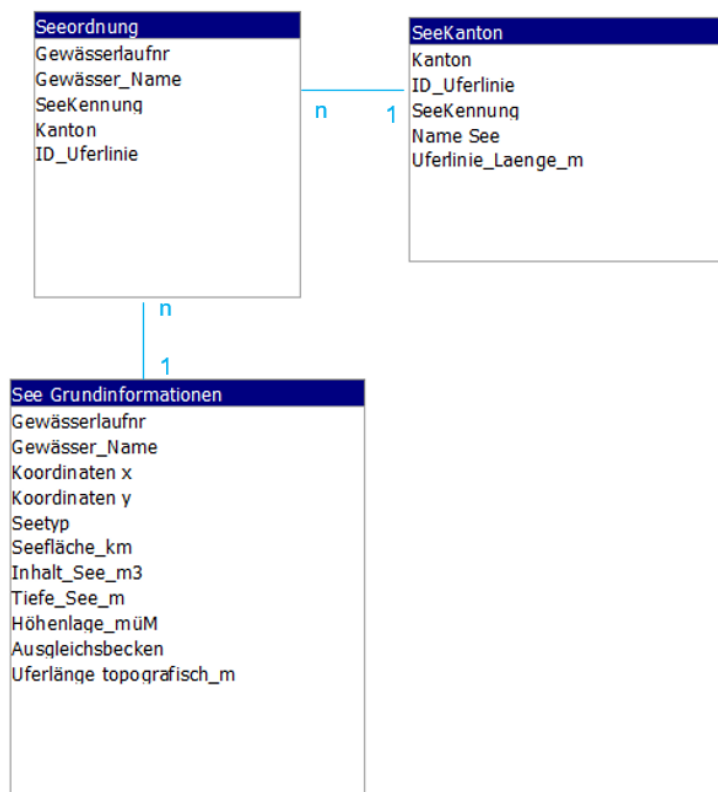 Seeordnung
Gewässerlaufnr
Gewässer_Name
SeeKennung
Kanton
ID_Uferlinie
n
1
SeeKanton
Kanton
ID_Uferlinie
SeeKennung
Name See
Uferlinie_Laenge_m
n
1
See Grundinformationen
Gewässerlaufnr
Gewässer_Name
Koordinaten x
Koordinaten y
Seetyp
Seefläche_km
Inhalt_See_m3
Tiefe_See_m
Höhenlage_müM
Ausgleichsbecken
Uferlänge topografisch_m